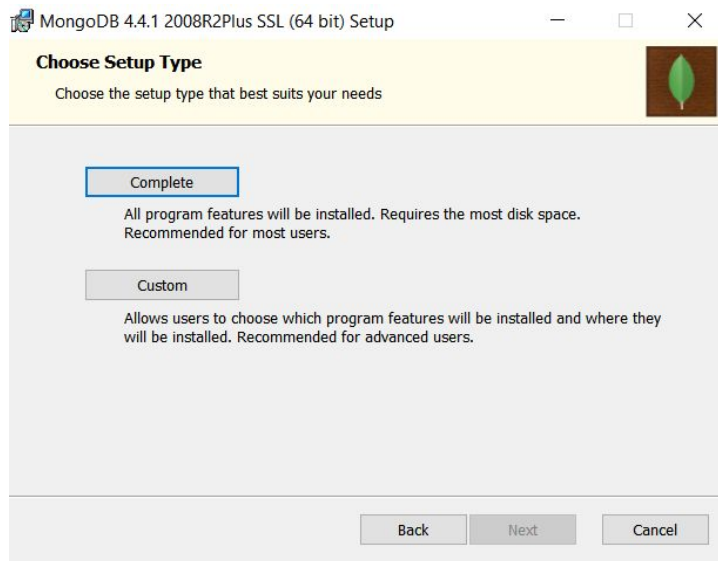 MongoDB 4.4.1 2008R2Plus SSL (64 bit) Setup
Choose Setup Type
Choose the setup type that best suits your needs
Complete
All program features will be installed. Requires the most disk space.
Recommended for most users.
Custom
Allows users to choose which program features will be installed and where they
will be installed. Recommended for advanced users.
Back
Next
Cancel